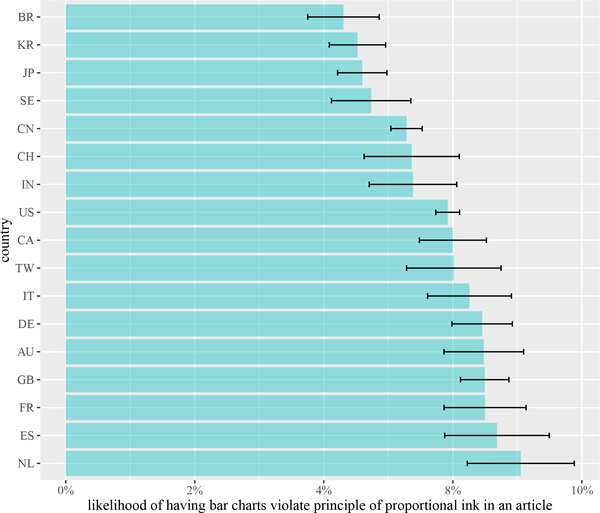 BR
KR
JP
SE
CN
CH
IN
US
CA
TW
IT
DE
AU
GB
FR
ES
NL
country
0% 2% 4% 8% 10%
likelihood of having bar charts violate principle of proportional ink in an article